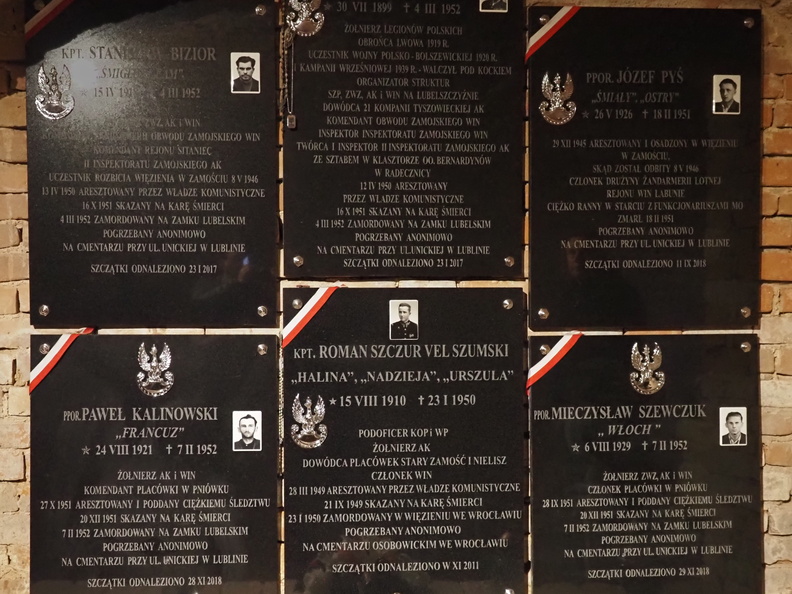 KPT. STANISŁAW BIZIOR
✶ 15 IV 19 ✝ 4 III 1952
ZWZ, AK i WIN
OBWODU ZAMOJSKIEGO WIN
KOMENDANT REJONU SITANIEC
II INSPEKTORATU ZAMOJSKIEGO AK
UCZESTNIK ROZBICIA WIĘZIENIA W ZAMOŚCIU 8 V 1946
13 IV 1950 ARESZTOWANY PRZEZ WŁADZE KOMUNISTYCZNE
16 X 1951 SKAZANY NA KARĘ ŚMIERCI
4 III 1952 ZAMORDOWANY NA ZAMKU LUBELSKIM
POGRZEBANY ANONIMOWO
NA CMENTARZU PRZY UL. UNICKIEJ W LUBLINIE
SZCZĄTKI ODNALEZIONO 23 I 2017
✶ 30 VII 1899 ✝ 4 III 1952
ŻOŁNIERZ LEGIONÓW POLSKICH
OBROŃCA LWOWA 1919 R.
UCZESTNIK WOJNY POLSKO - BOLSZEWICKIEJ 1920 R.
I KAMPANII WRZEŚNIOWEJ 1939 R. - WALCZYŁ POD KOCKIEM
ORGANIZATOR STRUKTUR
SZP, ZWZ, AK i WIN NA LUBELSZCZYŹNIE
DOWÓDCA 21 KOMPANII TYSZOWIECKIEJ AK
KOMENDANT OBWODU ZAMOJSKIEGO WIN
INSPEKTOR INSPEKTORATU ZAMOJSKIEGO WIN
TWÓRCA I INSPEKTOR II INSPEKTORATU ZAMOJSKIEGO AK
ZE SZTABEM W KLASZTORZE OO. BERNARDYNÓW
W RADECZNICY
12 IV 1950 ARESZTOWANY
PRZEZ WŁADZE KOMUNISTYCZNE
16 X 1951 SKAZANY NA KARĘ ŚMIERCI
4 III 1952 ZAMORDOWANY NA ZAMKU LUBELSKIM
POGRZEBANY ANONIMOWO
NA CMENTARZU PRZY UL.UNICKIEJ W LUBLINIE
SZCZĄTKI ODNALEZIONO 23 I 2017
PPOR. JÓZEF PYŚ
„ŚMIAŁY", „OSTRY"
✶ 26 V 1926 ✝ 18 II 1951
29 XII 1945 ARESZTOWANY I OSADZONY W WIĘZIENIU
W ZAMOŚCIU,
SKĄD ZOSTAŁ ODBITY 8 V 1946
CZŁONEK DRUŻYNY ŻANDARMERII LOTNEJ
REJONU WIN ŁABUNIE
CIĘŻKO RANNY W STARCIU Z FUNKCJONARIUSZAMI MO
ZMARŁ 18 II 1951
POGRZEBANY ANONIMOWO
NA CMENTARZU PRZY UL. UNICKIEJ W LUBLINIE
SZCZĄTKI ODNALEZIONO 11 IX 2018
PPOR. PAWEŁ KALINOWSKI
„FRANCUZ"
✶ 24 VIII 1921 ✝ 7 II 1952
ŻOŁNIERZ AK i WIN
KOMENDANT PLACÓWKI W PNIÓWKU
27 X 1951 ARESZTOWANY I PODDANY CIĘŻKIEMU ŚLEDZTWU
20 XII 1951 SKAZANY NA KARĘ ŚMIERCI
7 II 1952 ZAMORDOWANY NA ZAMKU LUBELSKIM
POGRZEBANY ANONIMOWO
NA CMENTARZU PRZY UL. UNICKIEJ W LUBLINIE
SZCZĄTKI ODNALEZIONO 28 XI 2018
KPT. ROMAN SZCZUR VEL SZUMSKI
„HALINA", „NADZIEJA", „URSZULA"
✶ 15 VIII 1910 ✝ 23 I 1950
PODOFICER KOP i WP
ŻOŁNIERZ AK
DOWÓDCA PLACÓWEK STARY ZAMOŚĆ I NIELISZ
CZŁONEK WIN
28 III 1949 ARESZTOWANY PRZEZ WŁADZE KOMUNISTYCZNE
21 IX 1949 SKAZANY NA KARĘ ŚMIERCI
23 I 1950 ZAMORDOWANY W WIĘZIENIU WE WROCŁAWIU
POGRZEBANY ANONIMOWO
NA CMENTARZU OSOBOWICKIM WE WROCŁAWIU
SZCZĄTKI ODNALEZIONO W XI 2011
PPOR. MIECZYSŁAW SZEWCZUK
„WŁOCH"
✶ 6 VIII 1929 ✝ 7 II 1952
ŻOŁNIERZ ZWZ, AK i WIN
CZŁONEK PLACÓWKI W PNIÓWKU
28 IX 1951 ARESZTOWANY I PODDANY CIĘŻKIEMU ŚLEDZTWU
20 XII 1951 SKAZANY NA KARĘ ŚMIERCI
7 II 1952 ZAMORDOWANY NA ZAMKU LUBELSKIM
POGRZEBANY ANONIMOWO
NA CMENTARZU PRZY UL. UNICKIEJ W LUBLINIE
SZCZĄTKI ODNALEZIONO 29 XI 2018